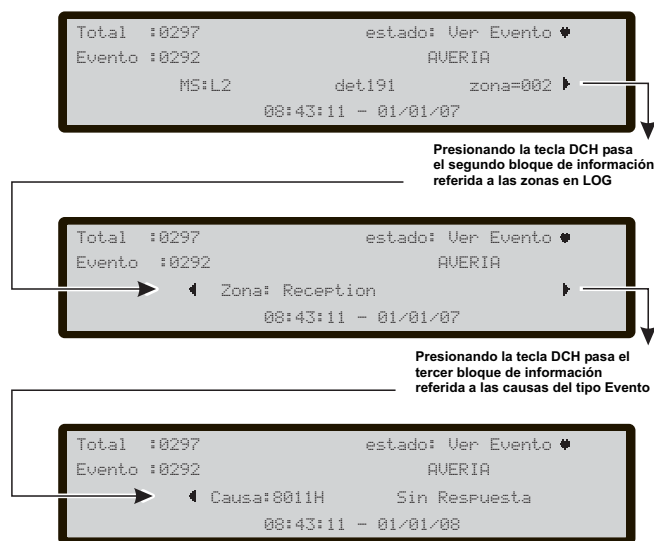 Total :0297 estado: Ver Evento
Evento :0292 AVERIA
MS:L2 det191 zona=002
08:43:11 - 01/01/07
Presionando la tecla DCH pasa
el segundo bloque de información
referida a las zonas en LOG
Total :0297 estado: Ver Evento
Evento :0292 AVERIA
Zona: Reception
08:43:11 - 01/01/07
Presionando la tecla DCH pasa el
tercer bloque de información
referida a las causas del tipo Evento
Total :0297 estado: Ver Evento
Evento :0292 AVERIA
Causa:8011H Sin Respuesta
08:43:11 - 01/01/08